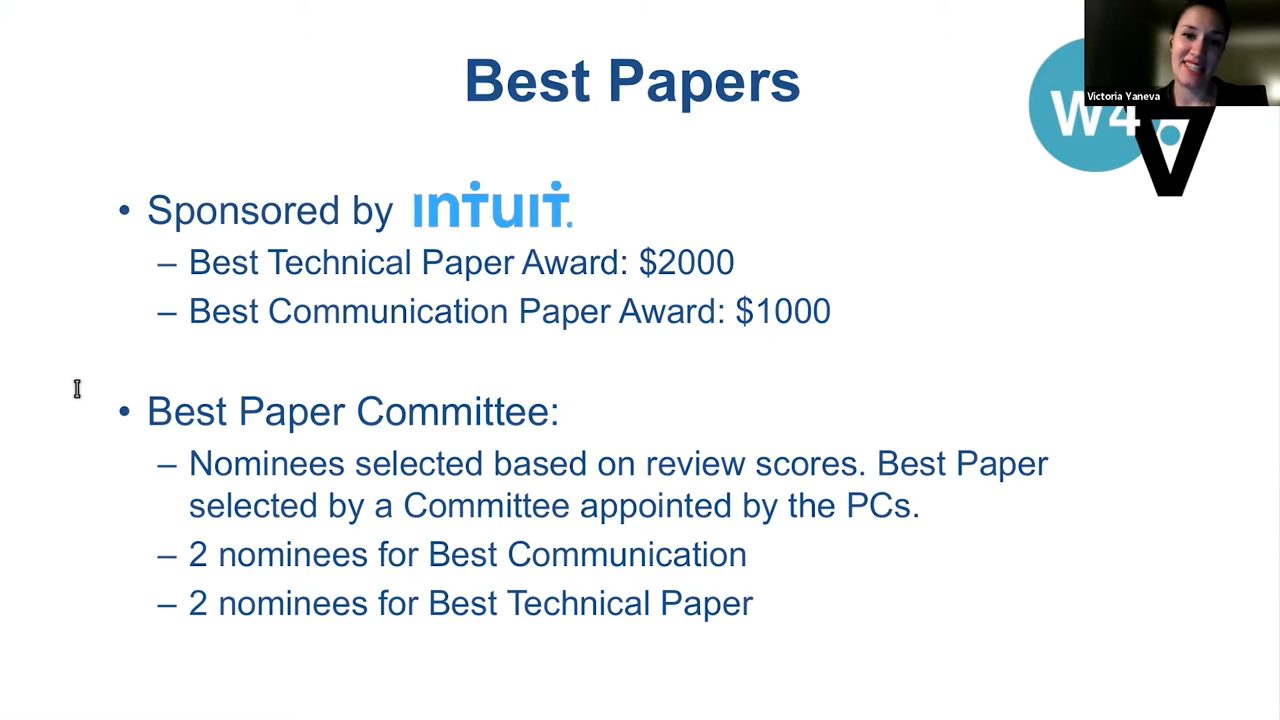 Best Papers
Victoria Yaneva
W4
• Sponsored by INTUIT.
– Best Technical Paper Award: $2000
– Best Communication Paper Award: $1000
• Best Paper Committee:
– Nominees selected based on review scores. Best Paper
selected by a Committee appointed by the PCs.
– 2 nominees for Best Communication
– 2 nominees for Best Technical Paper